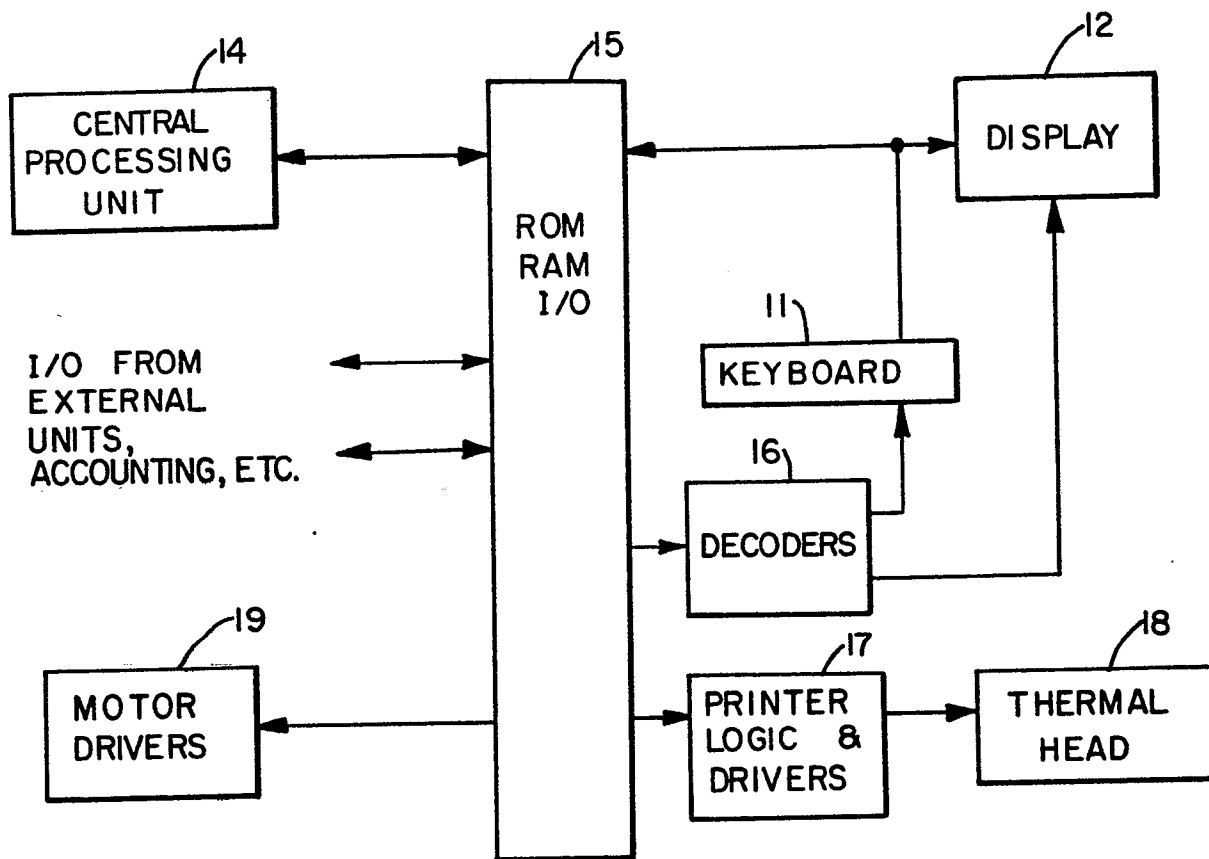 14
CENTRAL
PROCESSING
UNIT
15
ROM
RAM
I/O
12
DISPLAY
11
KEYBOARD
I/O FROM
EXTERNAL
UNITS,
ACCOUNTING, ETC.
16
DECODERS
19
MOTOR
DRIVERS
17
PRINTER
LOGIC &
DRIVERS
18
THERMAL
HEAD